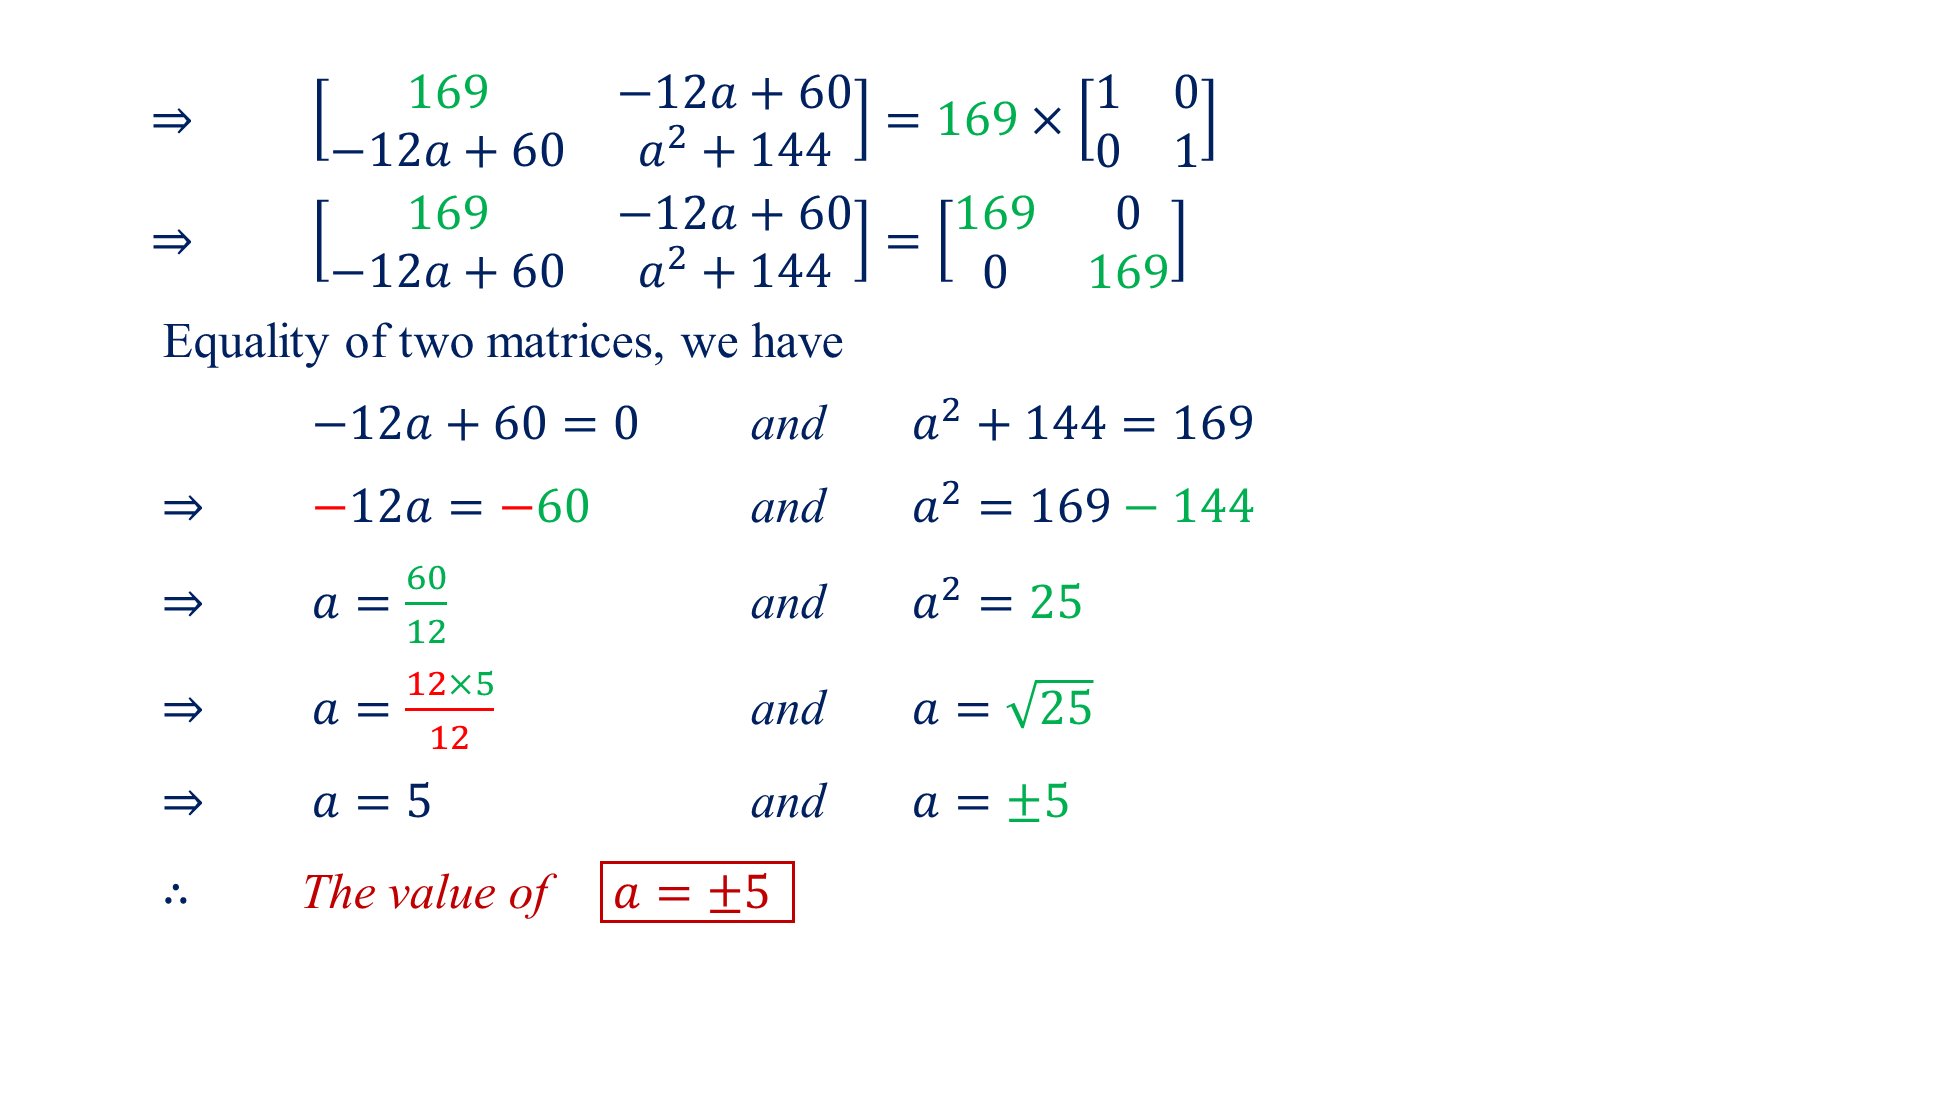 ⇒ [169 −12a + 60; −12a + 60 a² + 144] = 169 × [1 0; 0 1]
⇒ [169 −12a + 60; −12a + 60 a² + 144] = [169 0; 0 169]
Equality of two matrices, we have
−12a + 60 = 0 and a² + 144 = 169
⇒ −12a = −60 and a² = 169 − 144
⇒ a = 60/12 and a² = 25
⇒ a = 12×5/12 and a = √25
⇒ a = 5 and a = ±5
∴ The value of a = ±5